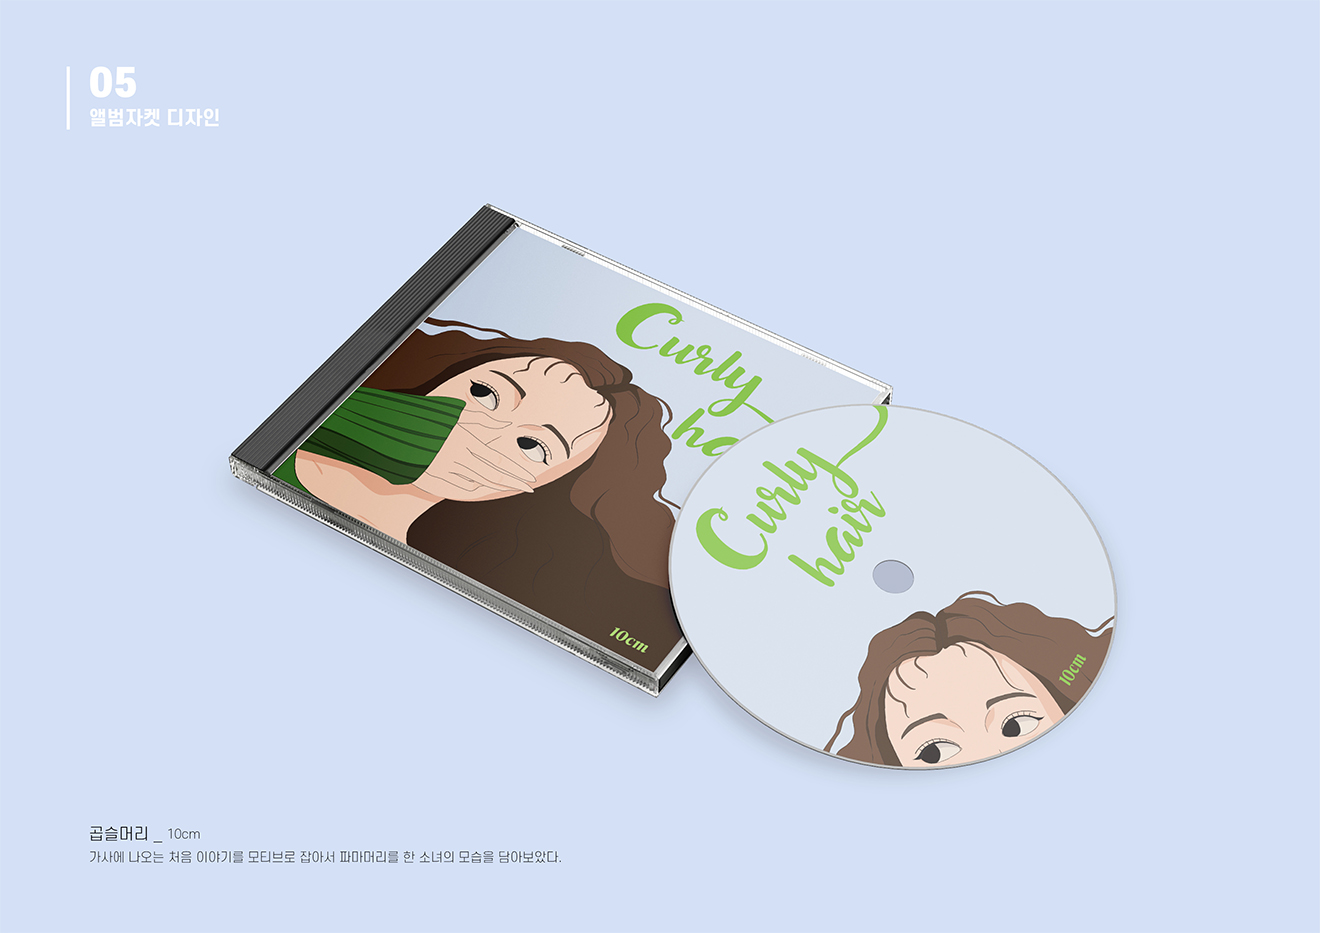 05
앨범자켓 디자인
Curly
ha
10cm
Curly
hair
10cm
곱슬머리 _ 10cm
가사에 나오는 처음 이야기를 모티브로 잡아서 파마머리를 한 소녀의 모습을 담아보았다.